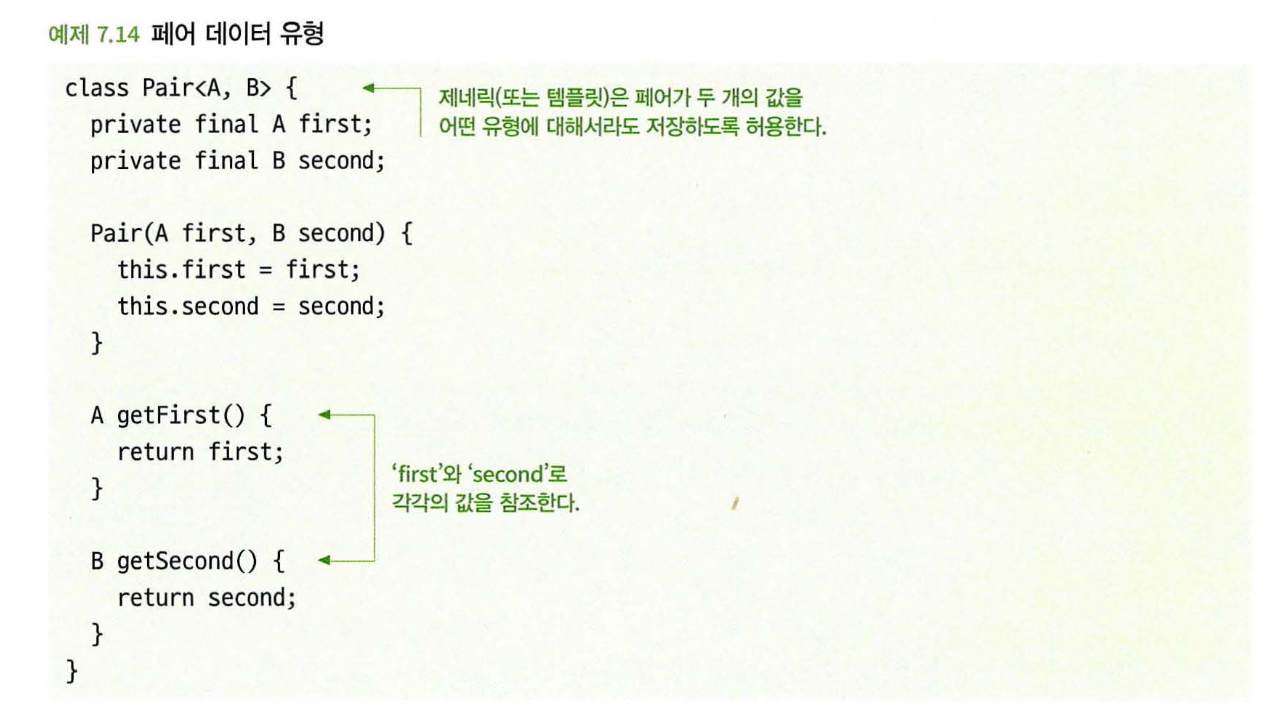 예제 7.14 페어 데이터 유형
class Pair<A, B> {
제네릭(또는 템플릿)은 페어가 두 개의 값을
어떤 유형에 대해서라도 저장하도록 허용한다.
private final A first;
private final B second;
Pair(A first, B second) {
this.first = first;
this.second = second;
}
A getFirst() {
return first;
}
'first'와 'second'로
각각의 값을 참조한다.
B getSecond() {
return second;
}
}